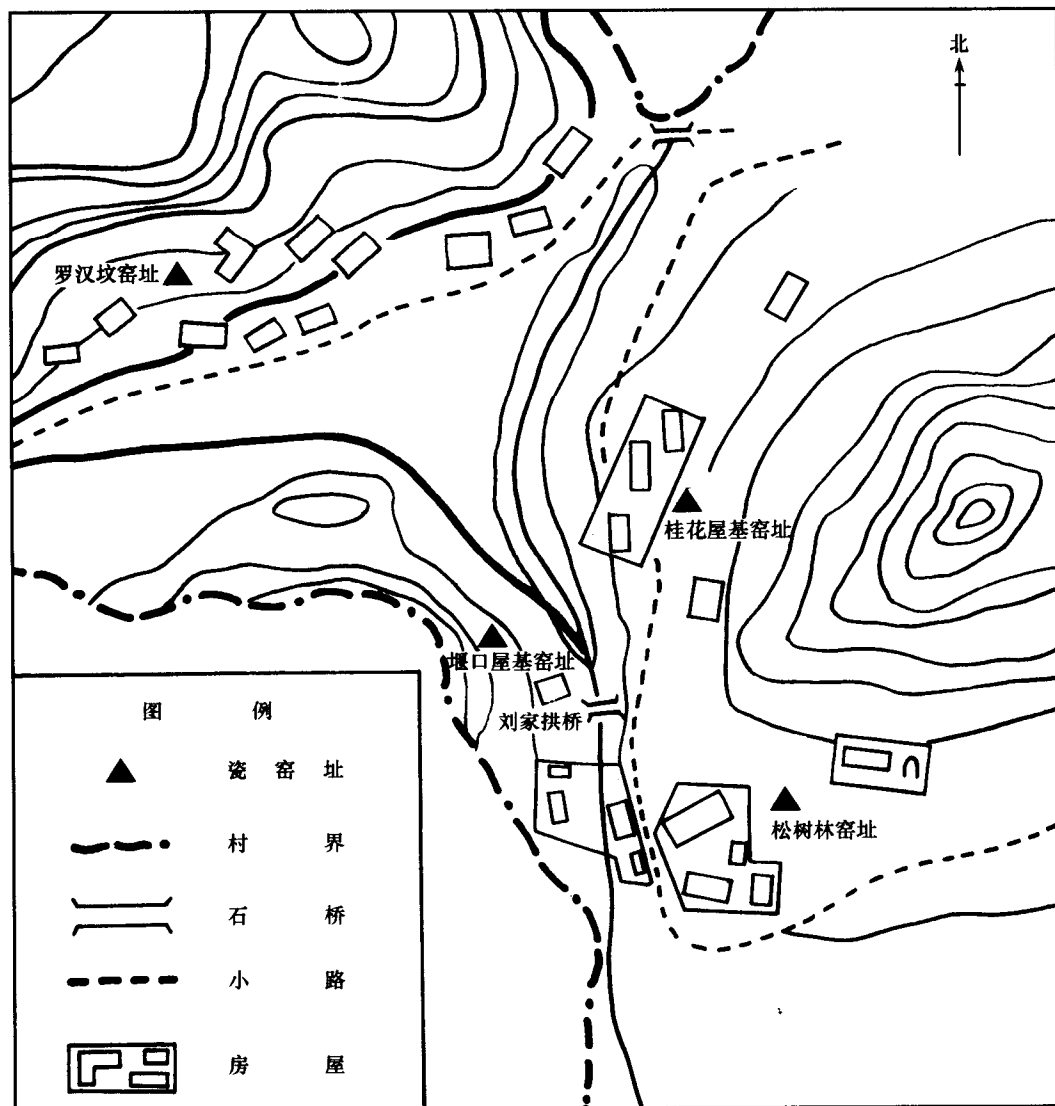 北
罗汉坟窑址
桂花屋基窑址
堰口屋基窑址
刘家拱桥
松树林窑址
图 例
瓷 窑 址
村 界
石 桥
小 路
房 屋